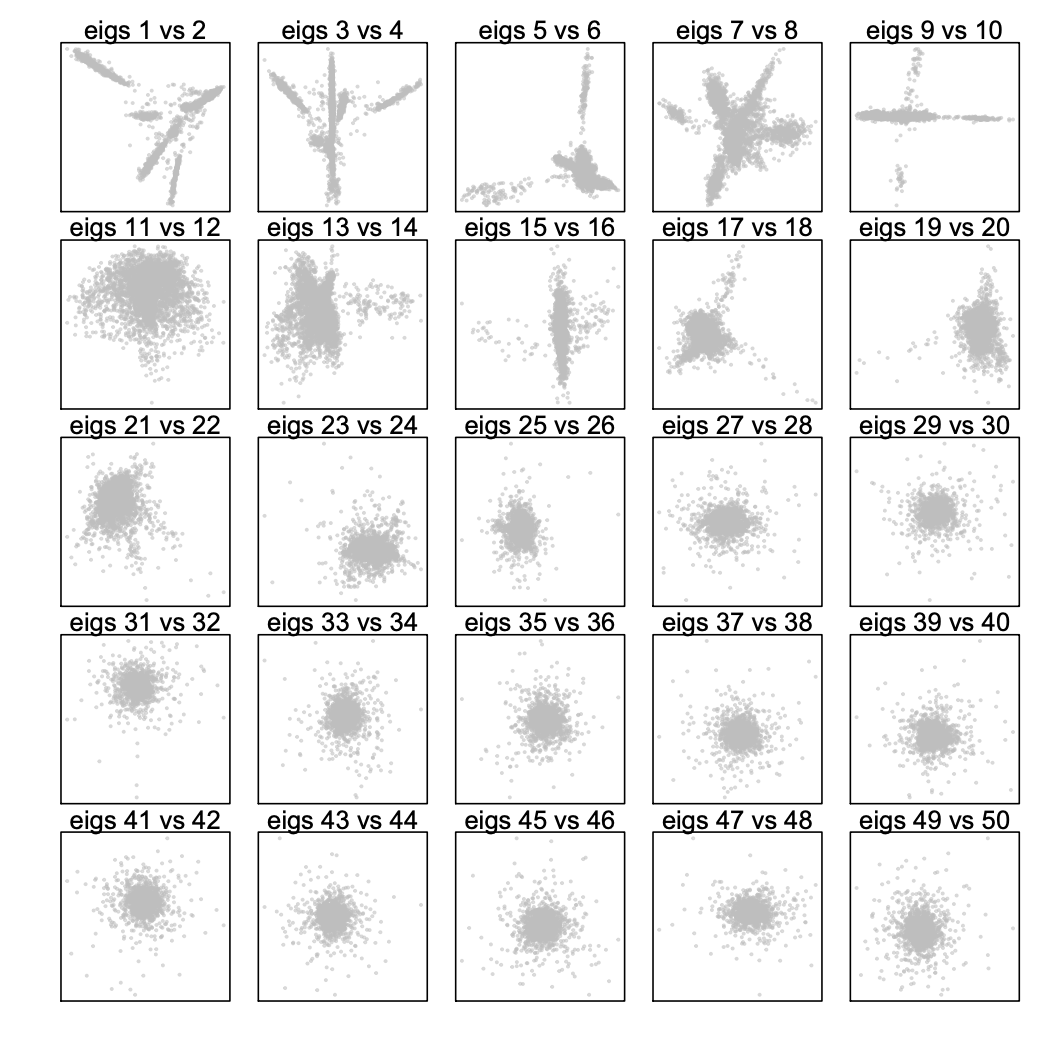 eigs 1 vs 2 eigs 3 vs 4 eigs 5 vs 6 eigs 7 vs 8 eigs 9 vs 10
eigs 11 vs 12 eigs 13 vs 14 eigs 15 vs 16 eigs 17 vs 18 eigs 19 vs 20
eigs 21 vs 22 eigs 23 vs 24 eigs 25 vs 26 eigs 27 vs 28 eigs 29 vs 30
eigs 31 vs 32 eigs 33 vs 34 eigs 35 vs 36 eigs 37 vs 38 eigs 39 vs 40
eigs 41 vs 42 eigs 43 vs 44 eigs 45 vs 46 eigs 47 vs 48 eigs 49 vs 50